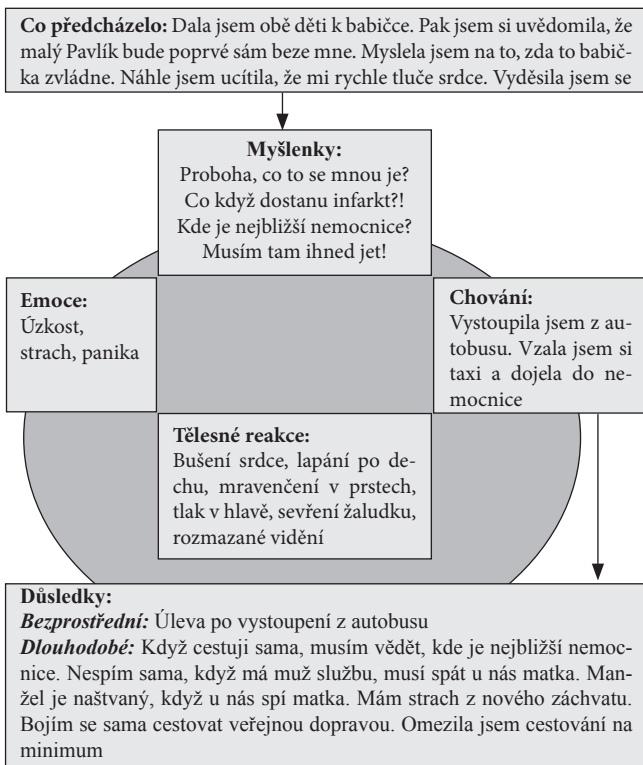 Co předcházelo: Dala jsem obě děti k babičce. Pak jsem si uvědomila, že
malý Pavlík bude poprvé sám beze mne. Myslela jsem na to, zda to babič-
ka zvládne. Náhle jsem ucítila, že mi rychle tluče srdce. Vyděsila jsem se
Myšlenky:
Proboha, co to se mnou je?
Co když dostanu infarkt?!
Kde je nejbližší nemocnice?
Musím tam ihned jet!
Emoce:
Úzkost,
strach, panika
Chování:
Vystoupila jsem z au-
tobusu. Vzala jsem si
taxi a dojela do ne-
mocnice
Tělesné reakce:
Bušení srdce, lapání po de-
chu, mravenčení v prstech,
tlak v hlavě, sevření žaludku,
rozmazané vidění
Důsledky:
Bezprostřední: Úleva po vystoupení z autobusu
Dlouhodobé: Když cestuji sama, musím vědět, kde je nejbližší nemoc-
nice. Nespím sama, když má muž službu, musí spát u nás matka. Man-
žel je naštvaný, když u nás spí matka. Mám strach z nového záchvatu.
Bojím se sama cestovat veřejnou dopravou. Omezila jsem cestování na
minimum